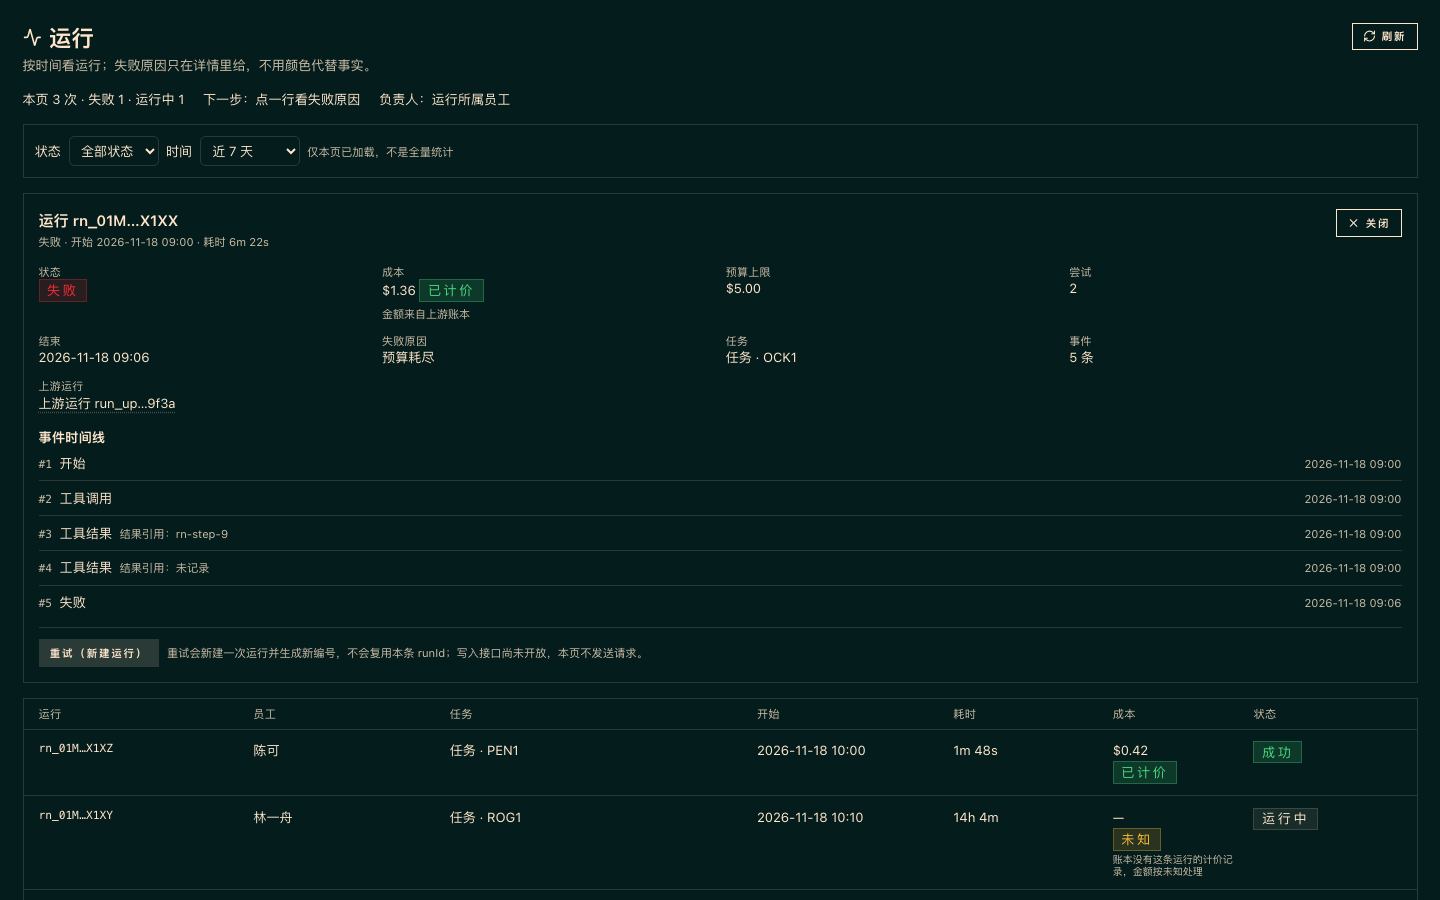 运行
刷新
按时间看运行；失败原因只在详情里给，不用颜色代替事实。
本页 3 次 · 失败 1 · 运行中 1 下一步：点一行看失败原因 负责人：运行所属员工
状态 全部状态 时间 近 7 天 仅本页已加载，不是全量统计
运行 rn_01M…X1XX
关闭
失败 · 开始 2026-11-18 09:00 · 耗时 6m 22s
状态 成本 预算上限 尝试
失败 $1.36 已计价 $5.00 2
金额来自上游账本
结束 失败原因 任务 事件
2026-11-18 09:06 预算耗尽 任务 · OCK1 5 条
上游运行
上游运行 run_up…9f3a
事件时间线
#1 开始 2026-11-18 09:00
#2 工具调用 2026-11-18 09:00
#3 工具结果 结果引用：rn-step-9 2026-11-18 09:00
#4 工具结果 结果引用：未记录 2026-11-18 09:00
#5 失败 2026-11-18 09:06
重试（新建运行） 重试会新建一次运行并生成新编号，不会复用本条 runId；写入接口尚未开放，本页不发送请求。
运行 员工 任务 开始 耗时 成本 状态
rn_01M…X1XZ 陈可 任务 · PEN1 2026-11-18 10:00 1m 48s $0.42 成功
已计价
rn_01M…X1XY 林一舟 任务 · ROG1 2026-11-18 10:10 14h 4m — 运行中
未知
账本没有这条运行的计价记
录，金额按未知处理